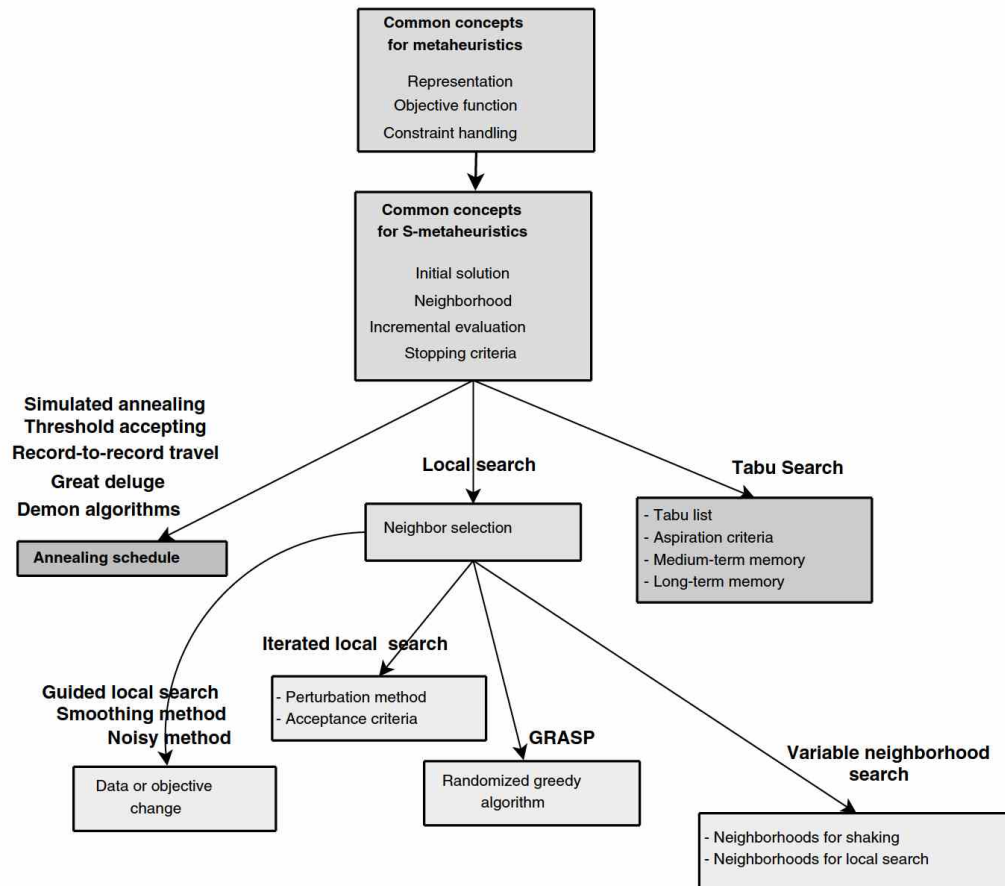 Common concepts
for metaheuristics
Representation
Objective function
Constraint handling
Common concepts
for S-metaheuristics
Initial solution
Neighborhood
Incremental evaluation
Stopping criteria
Simulated annealing
Threshold accepting
Record-to-record travel
Great deluge
Demon algorithms
Annealing schedule
Local search
Neighbor selection
Tabu Search
- Tabu list
- Aspiration criteria
- Medium-term memory
- Long-term memory
Guided local search
Smoothing method
Noisy method
Data or objective
change
Iterated local search
- Perturbation method
- Acceptance criteria
GRASP
Randomized greedy
algorithm
Variable neighborhood
search
- Neighborhoods for shaking
- Neighborhoods for local search